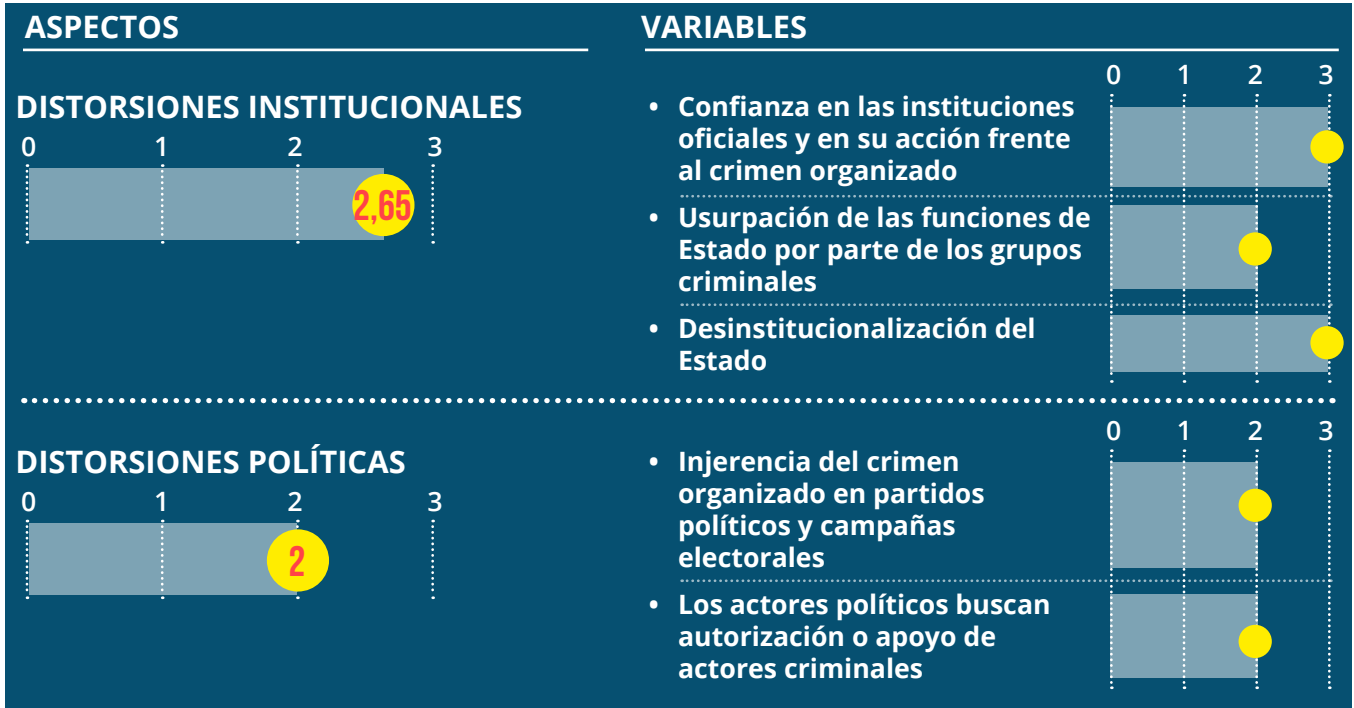 ASPECTOS
VARIABLES
DISTORSIONES INSTITUCIONALES
0 1 2 3
2,65
0 1 2 3
• Confianza en las instituciones
oficiales y en su acción frente
al crimen organizado
• Usurpación de las funciones de
Estado por parte de los grupos
criminales
• Desinstitucionalización del
Estado
DISTORSIONES POLÍTICAS
0 1 2 3
2
0 1 2 3
• Injerencia del crimen
organizado en partidos
políticos y campañas
electorales
• Los actores políticos buscan
autorización o apoyo de
actores criminales